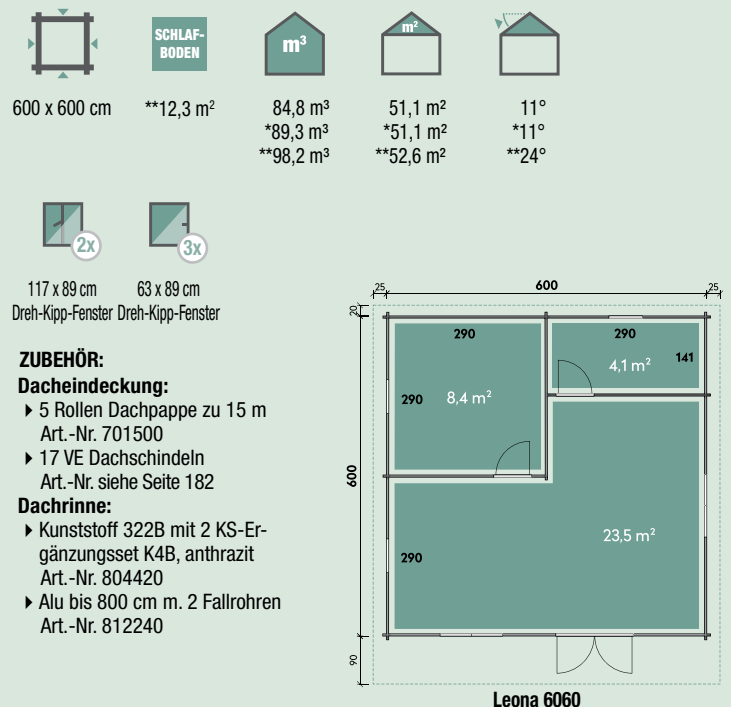 SCHLAF-
BODEN
m³
m²
600 x 600 cm
**12,3 m²
84,8 m³
*89,3 m³
**98,2 m³
51,1 m²
*51,1 m²
**52,6 m²
11°
*11°
**24°
2x
3x
117 x 89 cm
Dreh-Kipp-Fenster
63 x 89 cm
Dreh-Kipp-Fenster
ZUBEHÖR:
Dacheindeckung:
5 Rollen Dachpappe zu 15 m
Art.-Nr. 701500
17 VE Dachschindeln
Art.-Nr. siehe Seite 182
Dachrinne:
Kunststoff 322B mit 2 KS-Er-
gänzungsset K4B, anthrazit
Art.-Nr. 804420
Alu bis 800 cm m. 2 Fallrohren
Art.-Nr. 812240
25
600
25
20
290
290
141
4,1 m²
290
8,4 m²
600
23,5 m²
290
90
Leona 6060